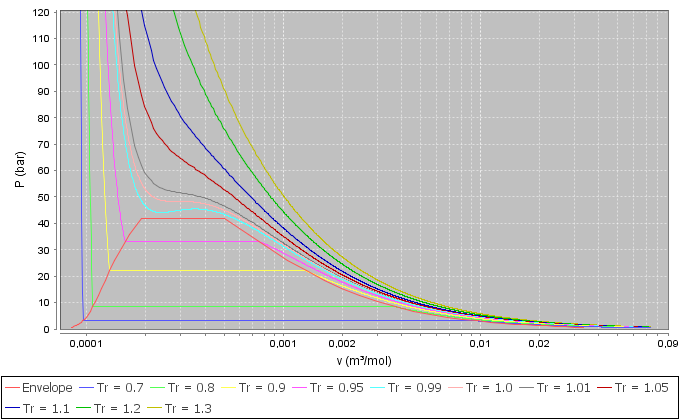 120
110
100
90
80
70
60
50
40
30
20
10
0
P (bar)
0,0001 0,001 0,002 0,01 0,02 0,09
v (m³/mol)
Envelope Tr = 0.7 Tr = 0.8 Tr = 0.9 Tr = 0.95 Tr = 0.99 Tr = 1.0 Tr = 1.01 Tr = 1.05
Tr = 1.1 Tr = 1.2 Tr = 1.3